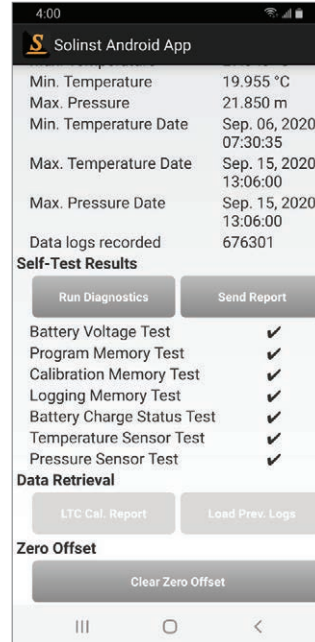 4:00
S Solinst Android App
Min. Temperature 19.955 °C
Max. Pressure 21.850 m
Min. Temperature Date Sep. 06, 2020
07:30:35
Max. Temperature Date Sep. 15, 2020
13:06:00
Max. Pressure Date Sep. 15, 2020
13:06:00
Data logs recorded 676301
Self-Test Results
Run Diagnostics Send Report
Battery Voltage Test ✔
Program Memory Test ✔
Calibration Memory Test ✔
Logging Memory Test ✔
Battery Charge Status Test ✔
Temperature Sensor Test ✔
Pressure Sensor Test ✔
Data Retrieval
LTC Cal. Report Load Prev. Logs
Zero Offset
Clear Zero Offset